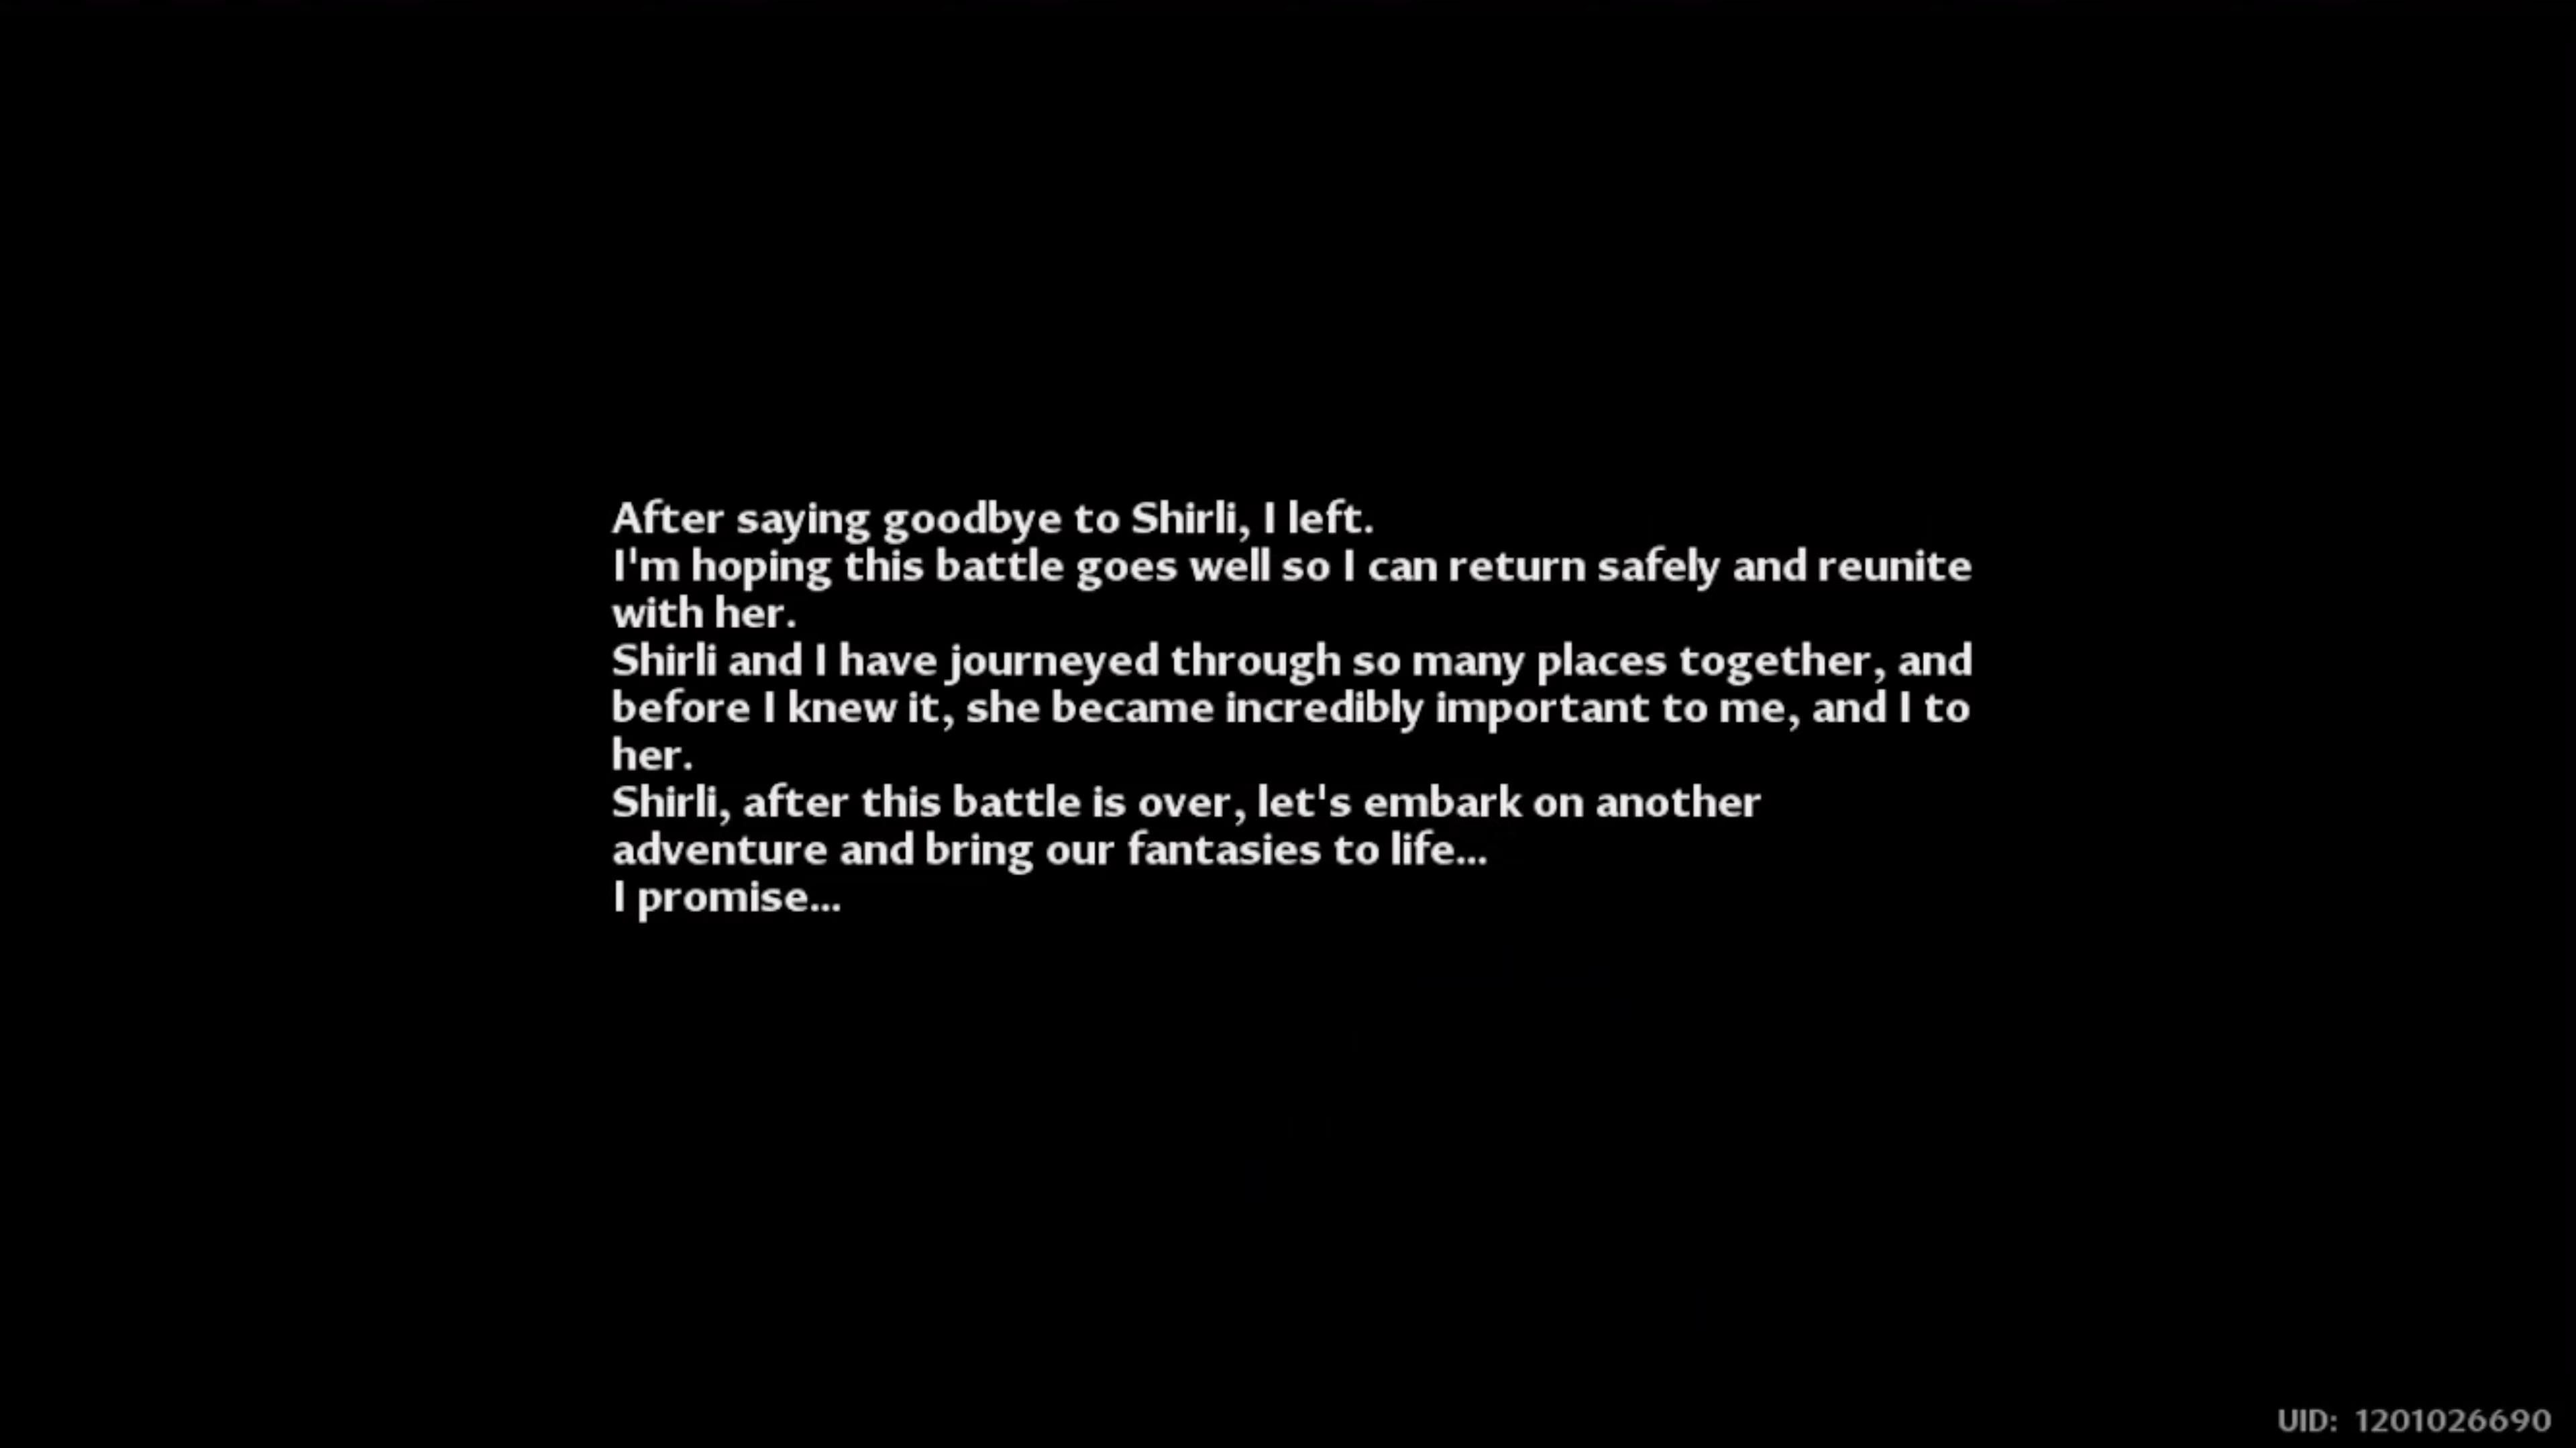 After saying goodbye to Shirli, I left.
I'm hoping this battle goes well so I can return safely and reunite
with her.
Shirli and I have journeyed through so many places together, and
before I knew it, she became incredibly important to me, and I to
her.
Shirli, after this battle is over, let's embark on another
adventure and bring our fantasies to life...
I promise...
UID: 1201026690